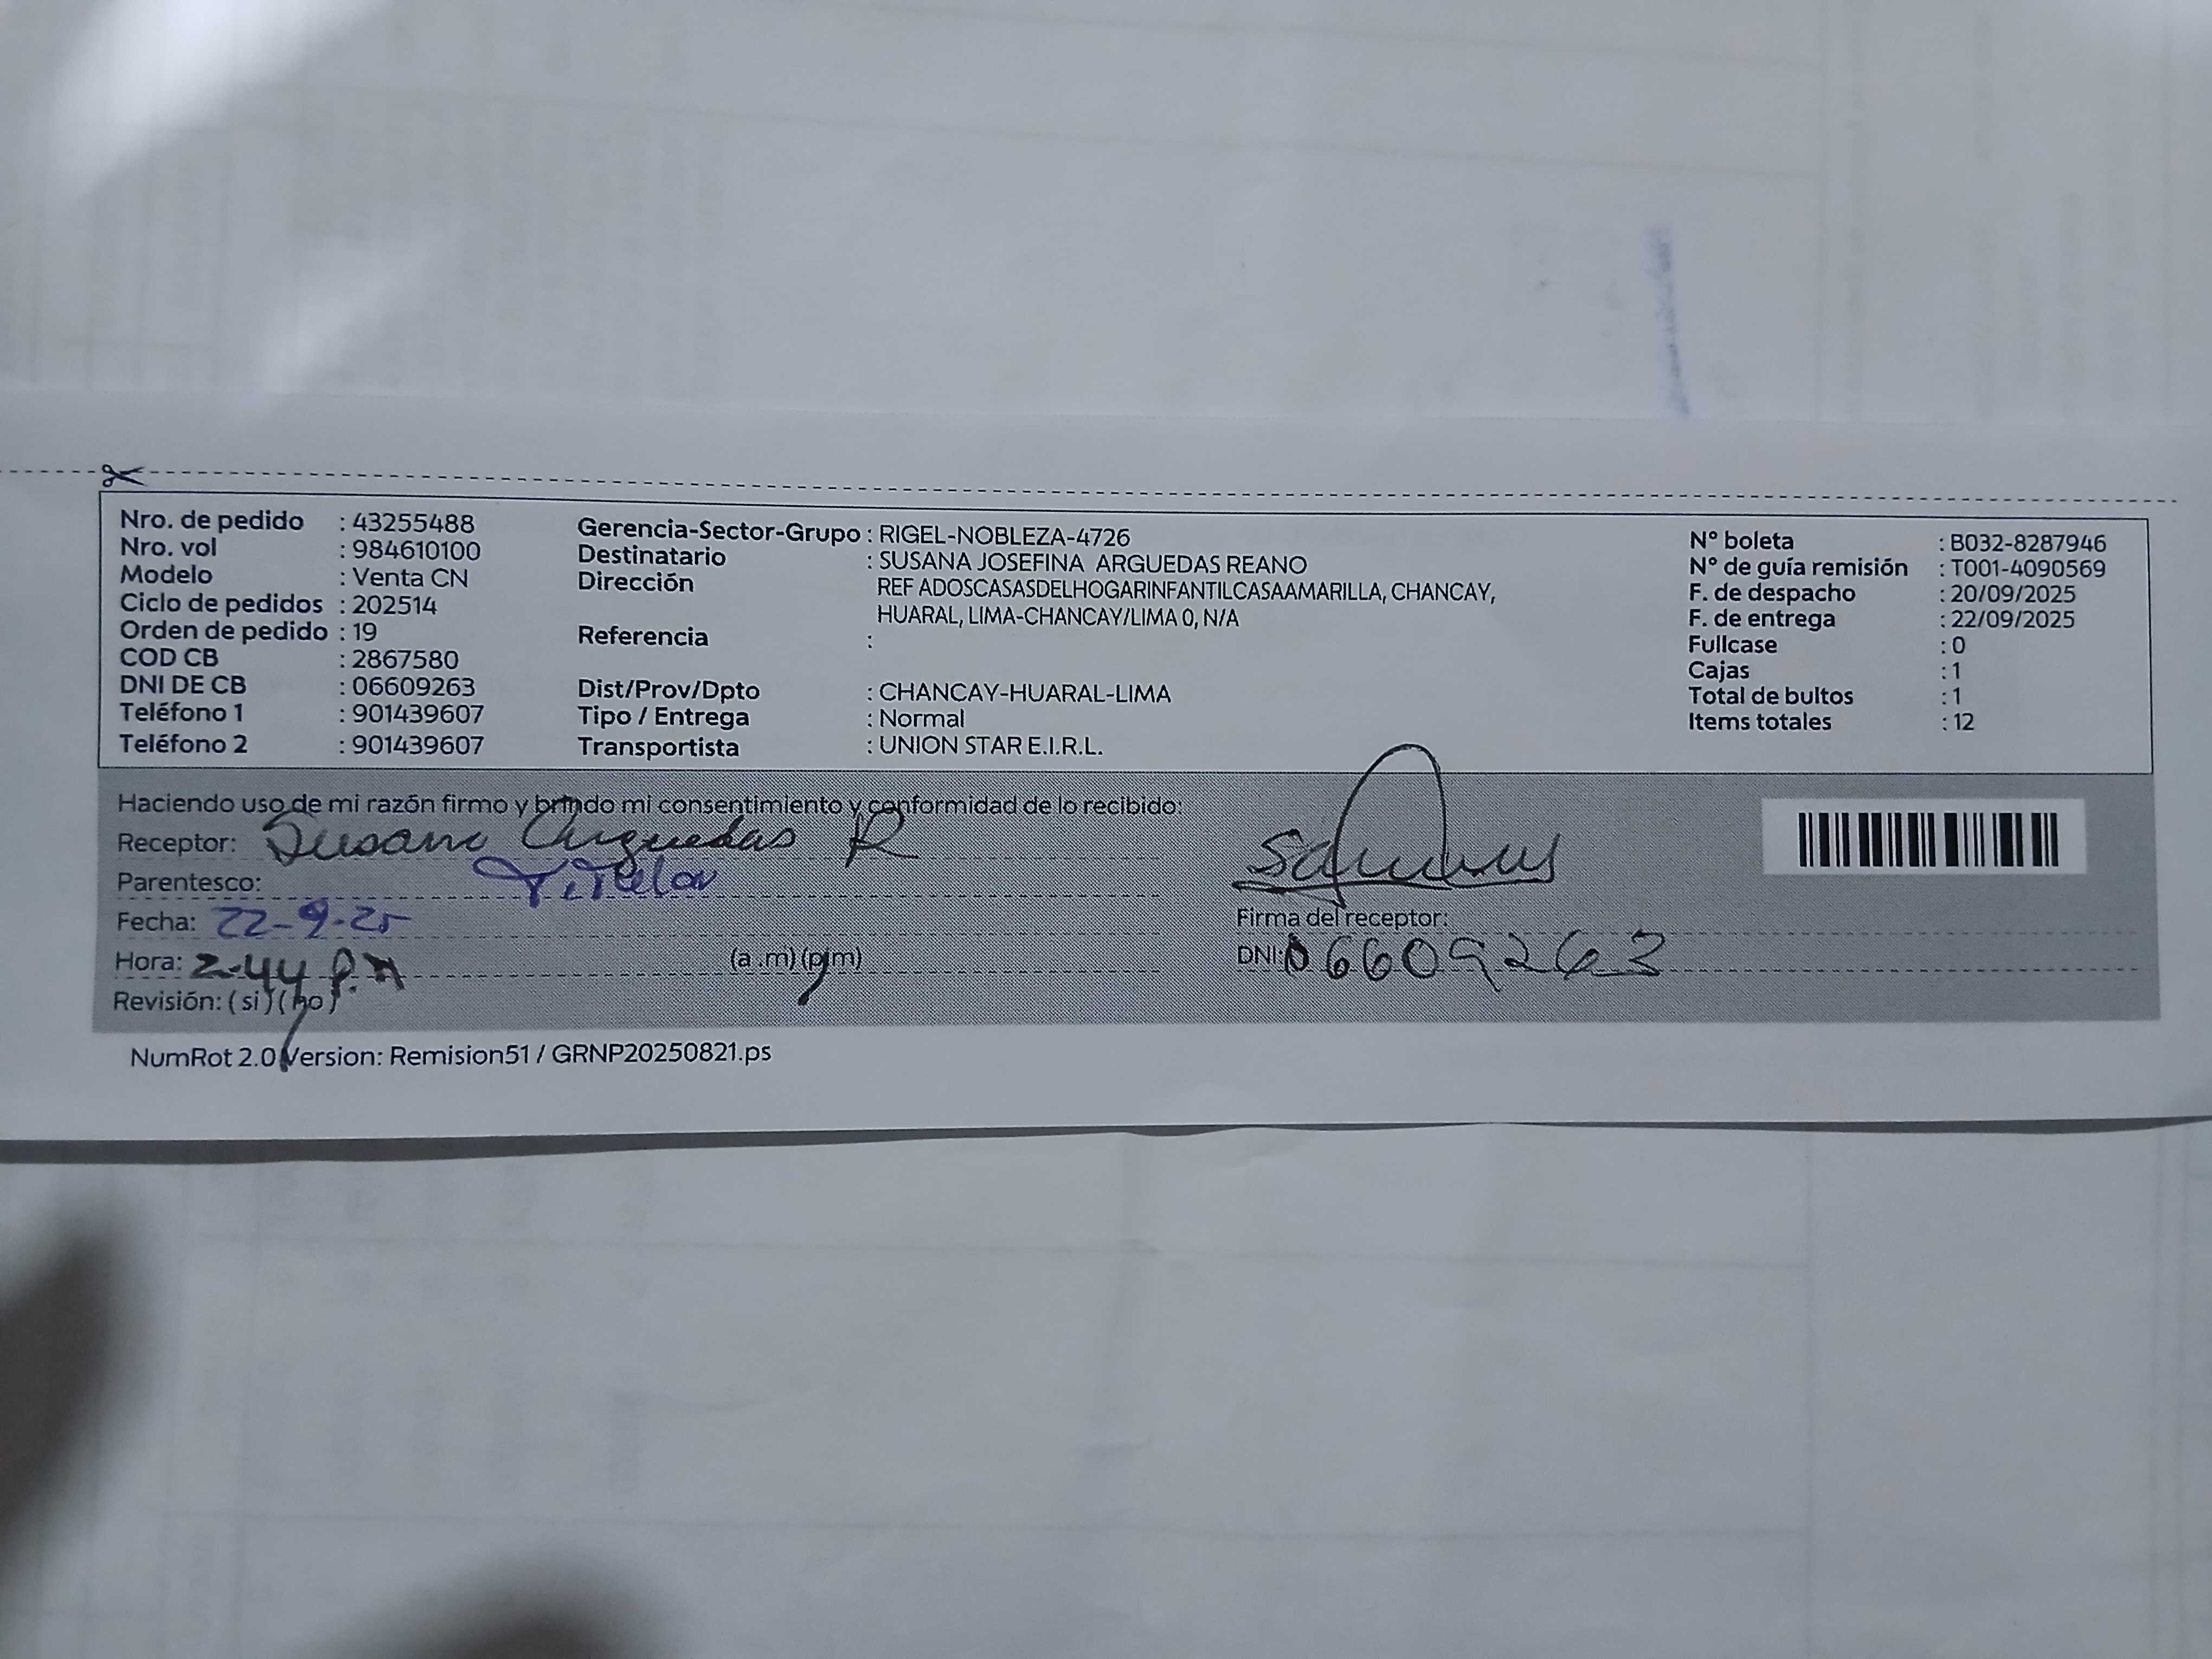 Nro. de pedido : 43255488
Nro. vol : 984610100
Modelo : Venta CN
Ciclo de pedidos : 202514
Orden de pedido : 19
COD CB : 2867580
DNI DE CB : 06609263
Teléfono 1 : 901439607
Teléfono 2 : 901439607
Gerencia-Sector-Grupo : RIGEL-NOBLEZA-4726
Destinatario : SUSANA JOSEFINA ARGUEDAS REANO
Dirección REF ADOSCASASDELHOGARINFANTILCASAAMARILLA, CHANCAY,
HUARAL, LIMA-CHANCAY/LIMA 0, N/A
Referencia :
Dist/Prov/Dpto : CHANCAY-HUARAL-LIMA
Tipo / Entrega : Normal
Transportista : UNION STAR E.I.R.L.
N° boleta : B032-8287946
N° de guía remisión : T001-4090569
F. de despacho : 20/09/2025
F. de entrega : 22/09/2025
Fullcase : 0
Cajas : 1
Total de bultos : 1
Items totales : 12
Haciendo uso de mi razón firmo y brindo mi consentimiento y conformidad de lo recibido:
Receptor: Susana Arguedas R
Parentesco: Titular
Fecha: 22-9-25
Hora: 2-44 P.M (a .m) (p.m)
Revisión: (si) (no)
Firma del receptor:
DNI: 06609263
NumRot 2.0 Version: Remision51 / GRNP20250821.ps